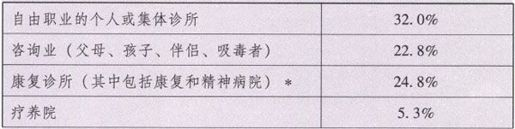 自由职业的个人或集体诊所 32.0%
咨询业（父母、孩子、伴侣、吸毒者） 22.8%
康复诊所（其中包括康复和精神病院）* 24.8%
疗养院 5.3%